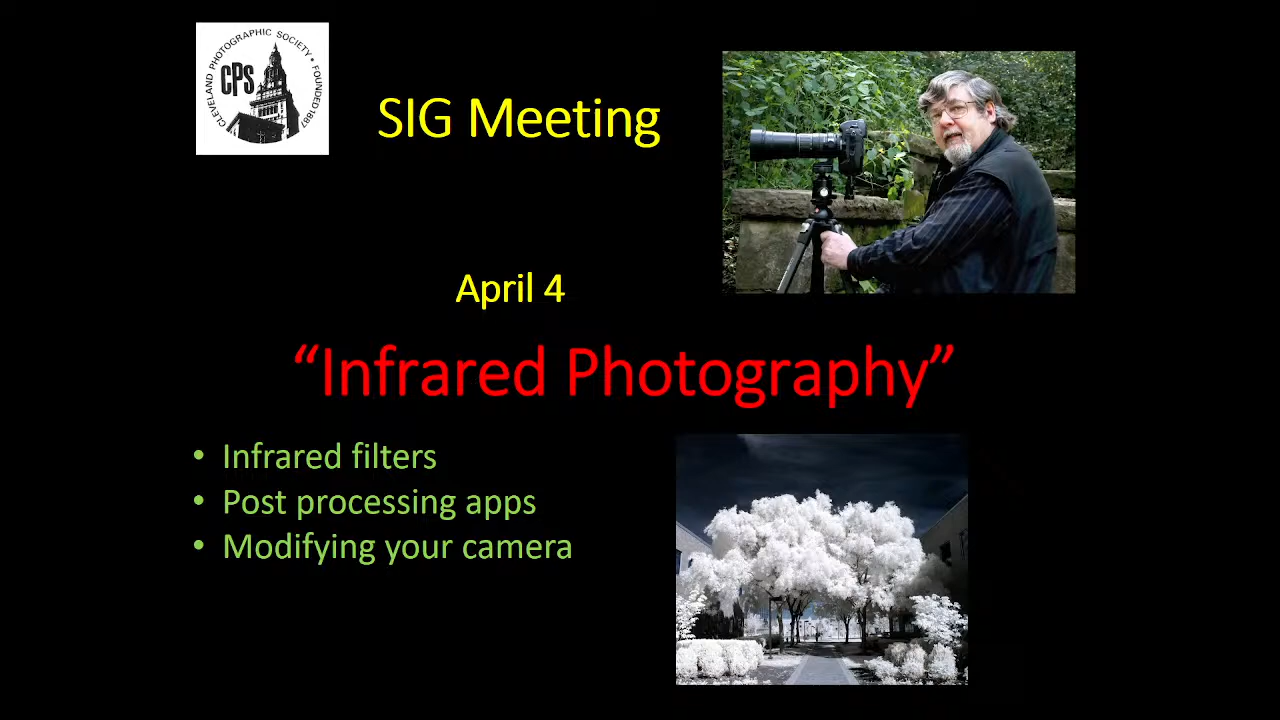 CLEVELAND PHOTOGRAPHIC SOCIETY • FOUNDED 1887
CPS
SIG Meeting
April 4
“Infrared Photography”
• Infrared filters
• Post processing apps
• Modifying your camera